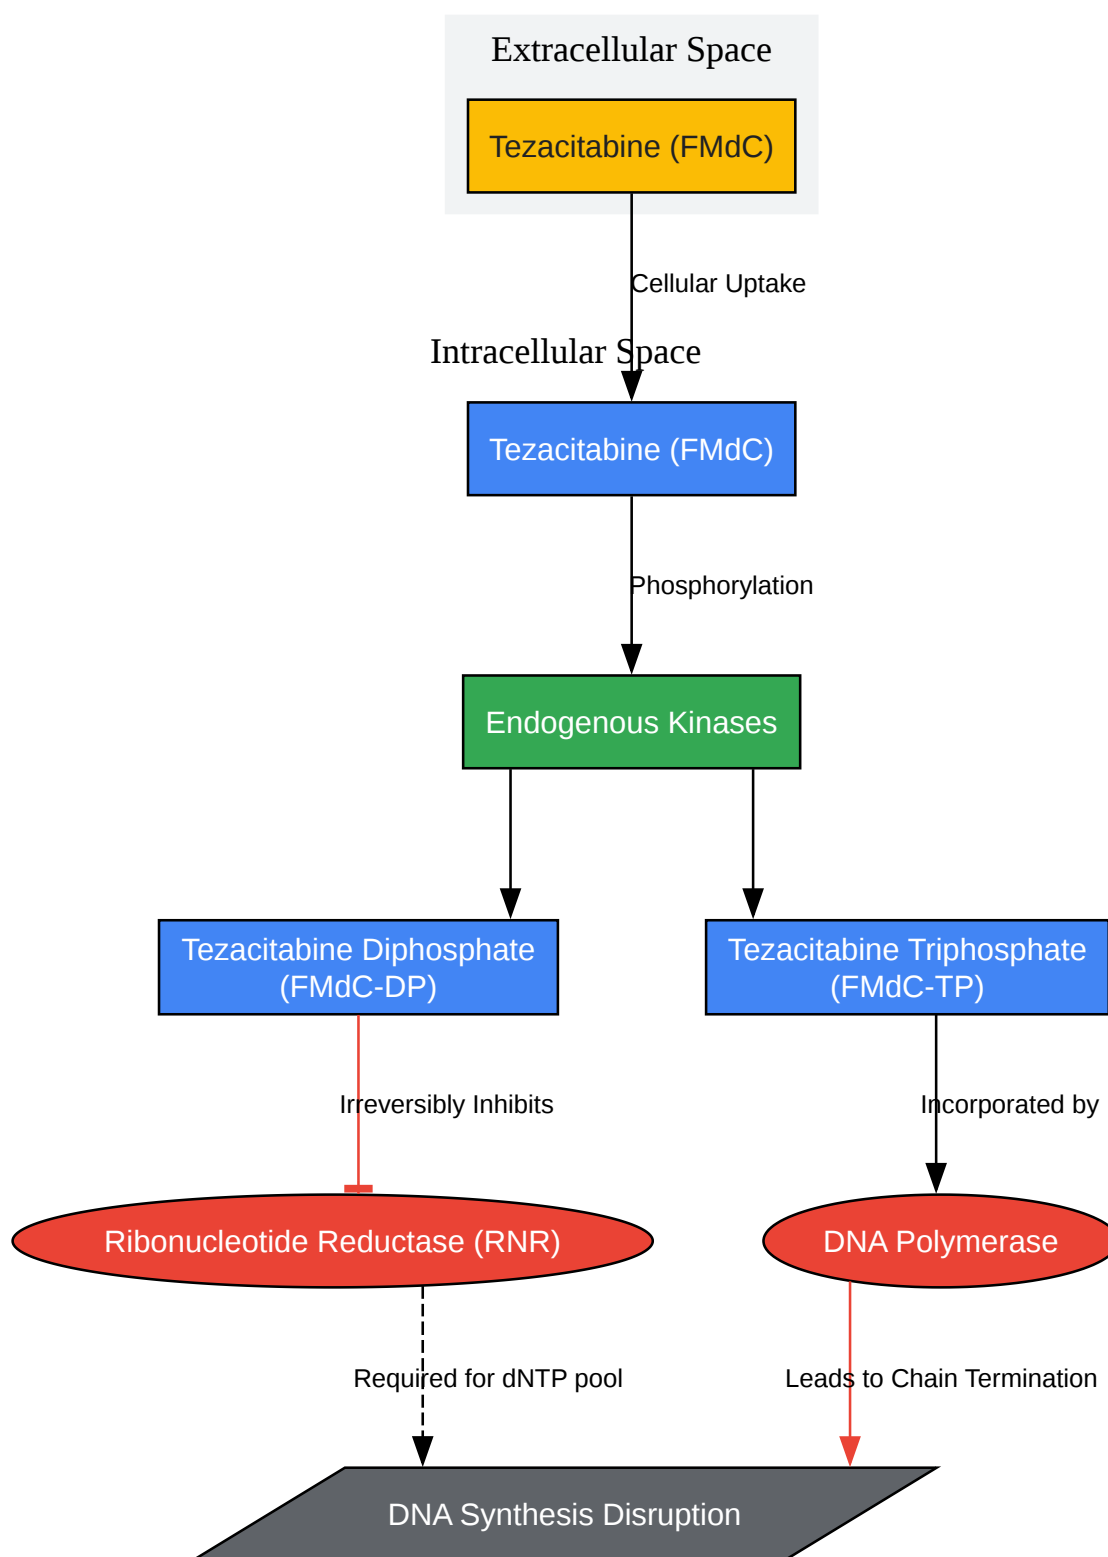 Extracellular Space
Tezacitabine (FMdC)
Cellular Uptake
Intracellular Space
Tezacitabine (FMdC)
Phosphorylation
Endogenous Kinases
Tezacitabine Diphosphate
(FMdC-DP)
Tezacitabine Triphosphate
(FMdC-TP)
Irreversibly Inhibits
Incorporated by
Ribonucleotide Reductase (RNR)
DNA Polymerase
Required for dNTP pool
Leads to Chain Termination
DNA Synthesis Disruption